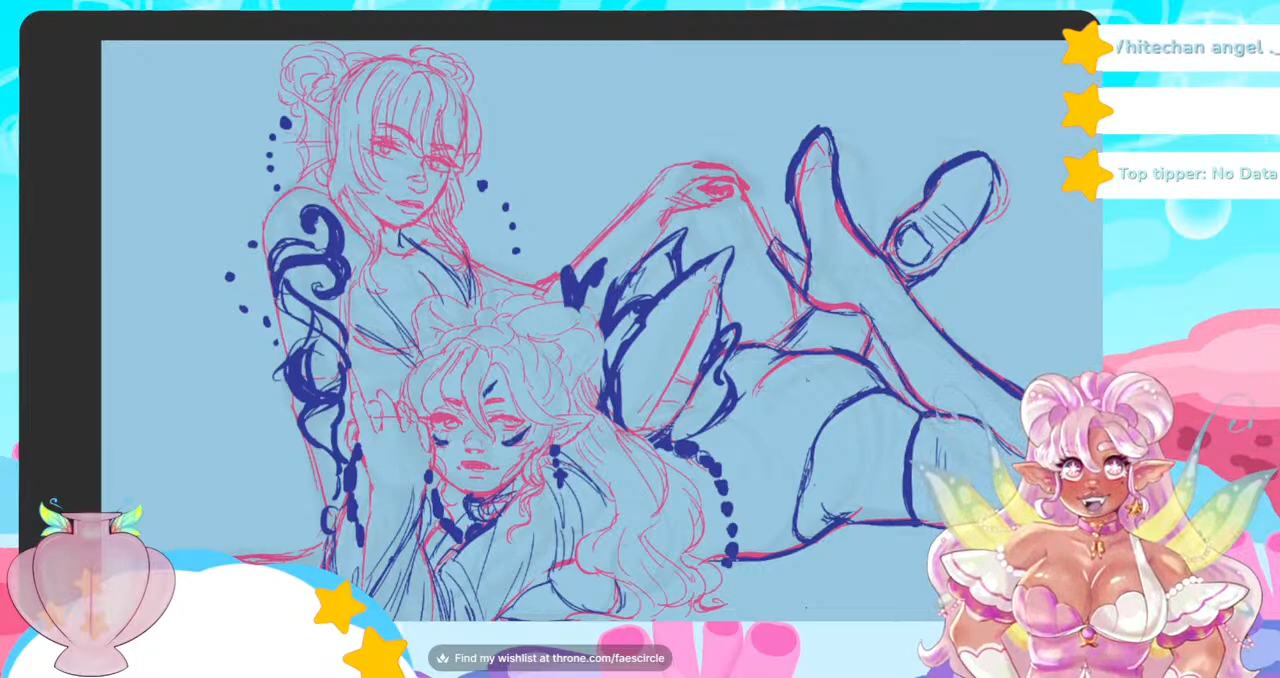 hitechan angel ._
Top tipper: No Data
Find my wishlist at throne.com/faescircle